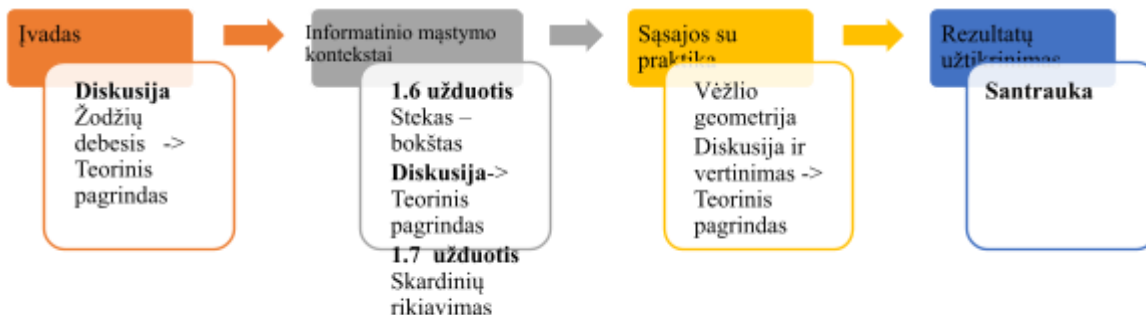 Įvadas
Diskusija
Žodžių
debesis ->
Teorinis
pagrindas
Informatinio mąstymo
kontekstai
1.6 užduotis
Stekas –
bokštas
Diskusija->
Teorinis
pagrindas
1.7 užduotis
Skardinių
rikiavimas
Sąsajos su
praktika
Vėžlio
geometrija
Diskusija ir
vertinimas ->
Teorinis
pagrindas
Rezultatų
užtikrinimas
Santrauka